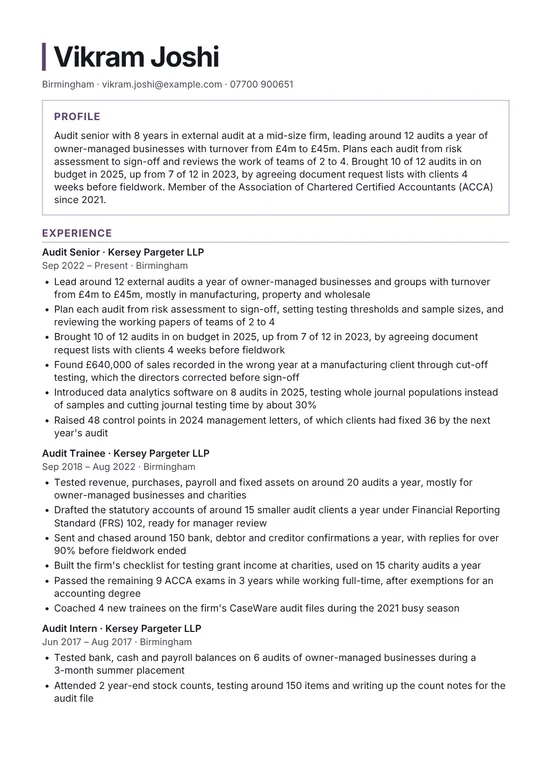 Vikram Joshi
Birmingham · vikram.joshi@example.com · 07700 900651
PROFILE
Audit senior with 8 years in external audit at a mid-size firm, leading around 12 audits a year of
owner-managed businesses with turnover from £4m to £45m. Plans each audit from risk
assessment to sign-off and reviews the work of teams of 2 to 4. Brought 10 of 12 audits in on
budget in 2025, up from 7 of 12 in 2023, by agreeing document request lists with clients 4
weeks before fieldwork. Member of the Association of Chartered Certified Accountants (ACCA)
since 2021.
EXPERIENCE
Audit Senior · Kersey Pargeter LLP
Sep 2022 – Present · Birmingham
• Lead around 12 external audits a year of owner-managed businesses and groups with turnover
from £4m to £45m, mostly in manufacturing, property and wholesale
• Plan each audit from risk assessment to sign-off, setting testing thresholds and sample sizes, and
reviewing the working papers of teams of 2 to 4
• Brought 10 of 12 audits in on budget in 2025, up from 7 of 12 in 2023, by agreeing document
request lists with clients 4 weeks before fieldwork
• Found £640,000 of sales recorded in the wrong year at a manufacturing client through cut-off
testing, which the directors corrected before sign-off
• Introduced data analytics software on 8 audits in 2025, testing whole journal populations instead
of samples and cutting journal testing time by about 30%
• Raised 48 control points in 2024 management letters, of which clients had fixed 36 by the next
year's audit
Audit Trainee · Kersey Pargeter LLP
Sep 2018 – Aug 2022 · Birmingham
• Tested revenue, purchases, payroll and fixed assets on around 20 audits a year, mostly for
owner-managed businesses and charities
• Drafted the statutory accounts of around 15 smaller audit clients a year under Financial Reporting
Standard (FRS) 102, ready for manager review
• Sent and chased around 150 bank, debtor and creditor confirmations a year, with replies for over
90% before fieldwork ended
• Built the firm's checklist for testing grant income at charities, used on 15 charity audits a year
• Passed the remaining 9 ACCA exams in 3 years while working full-time, after exemptions for an
accounting degree
• Coached 4 new trainees on the firm's CaseWare audit files during the 2021 busy season
Audit Intern · Kersey Pargeter LLP
Jun 2017 – Aug 2017 · Birmingham
• Tested bank, cash and payroll balances on 6 audits of owner-managed businesses during a
3-month summer placement
• Attended 2 year-end stock counts, testing around 150 items and writing up the count notes for the
audit file